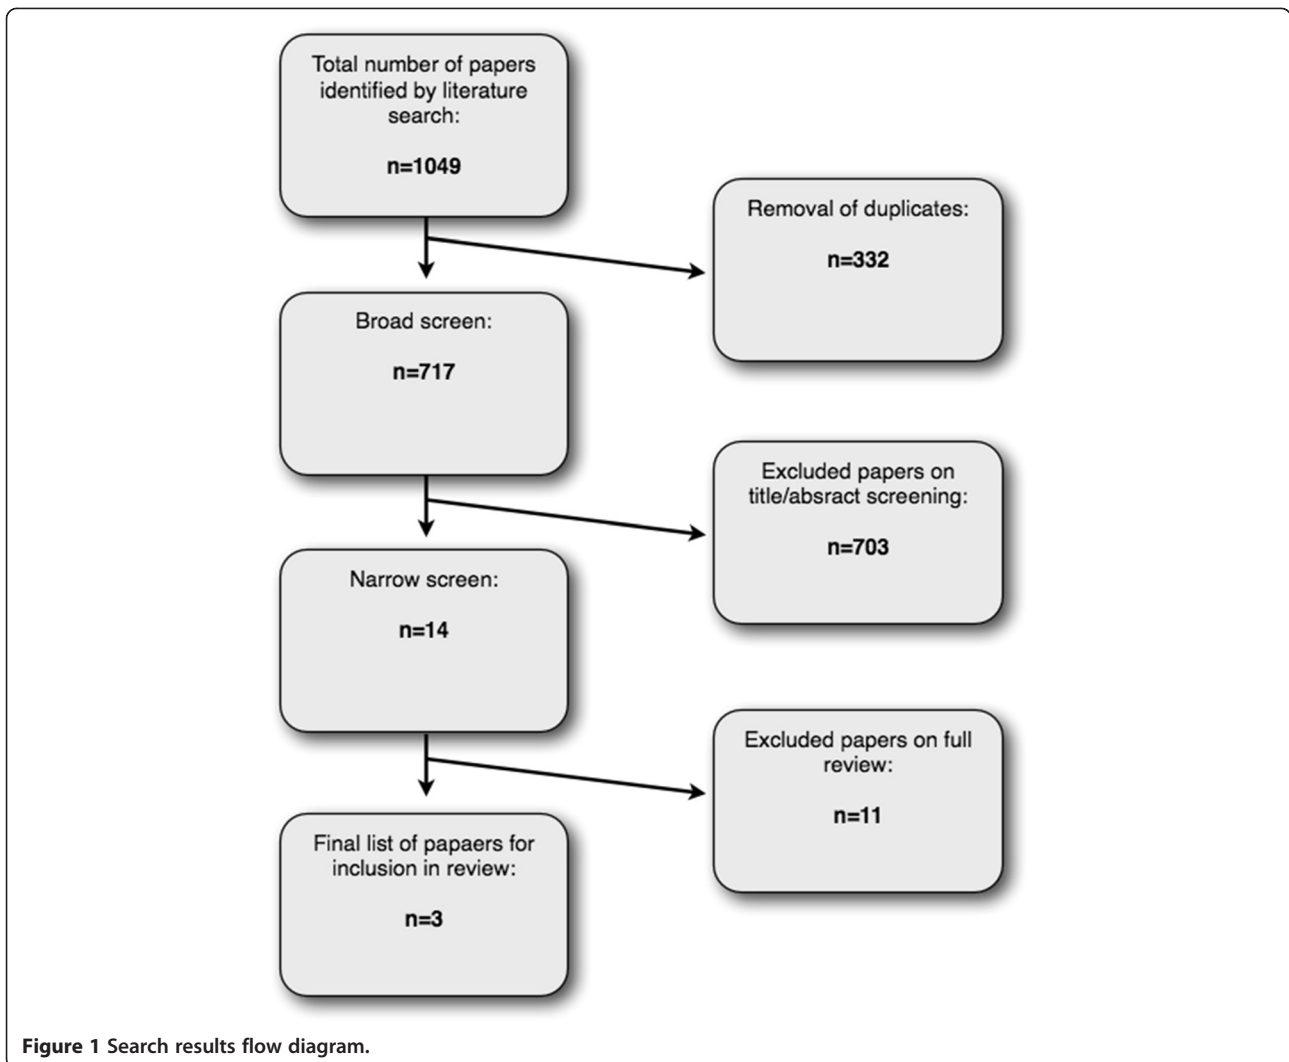 Total number of papers
identified by literature
search:
n=1049
Removal of duplicates:
n=332
Broad screen:
n=717
Excluded papers on
title/absract screening:
n=703
Narrow screen:
n=14
Excluded papers on full
review:
n=11
Final list of papaers for
inclusion in review:
n=3
Figure 1 Search results flow diagram.